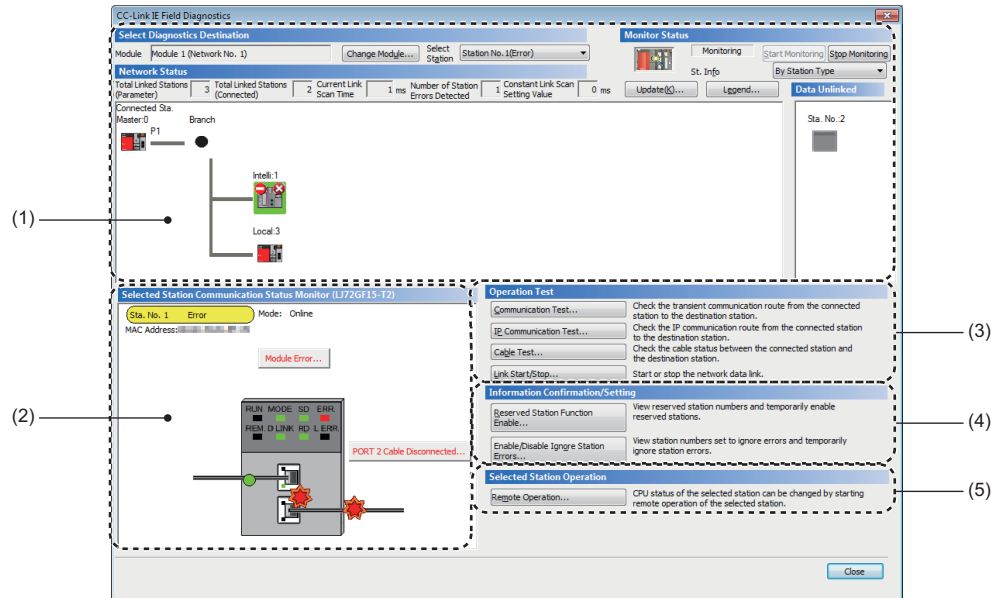 CC-Link IE Field Diagnostics
Select Diagnostics Destination
Module Module 1 (Network No. 1) Change Module... Select Station Station No.1(Error)
Monitor Status
Monitoring Start Monitoring Stop Monitoring
St. Info By Station Type
Network Status
Total Linked Stations (Parameter) 3 Total Linked Stations (Connected) 2 Current Link Scan Time 1 ms Number of Station Errors Detected 1 Constant Link Scan Setting Value 0 ms
Update(K)... Legend...
Data Unlinked
Connected Sta.
Master:0 Branch
P1
Sta. No.:2
Intelli:1
Local:3
(1)
Selected Station Communication Status Monitor (LJ72GF15-T2)
Sta. No. 1 Error Mode: Online
MAC Address:
Module Error...
RUN MODE SD ERR.
REM. D LINK RD L ERR.
PORT 2 Cable Disconnected...
(2)
Operation Test
Communication Test... Check the transient communication route from the connected
station to the destination station.
IP Communication Test... Check the IP communication route from the connected station
to the destination station.
Cable Test... Check the cable status between the connected station and
the destination station.
Link Start/Stop... Start or stop the network data link.
(3)
Information Confirmation/Setting
Reserved Station Function Enable... View reserved station numbers and temporarily enable
reserved stations.
Enable/Disable Ignore Station Errors... View station numbers set to ignore errors and temporarily
ignore station errors.
(4)
Selected Station Operation
Remote Operation... CPU status of the selected station can be changed by starting
remote operation of the selected station.
(5)
Close